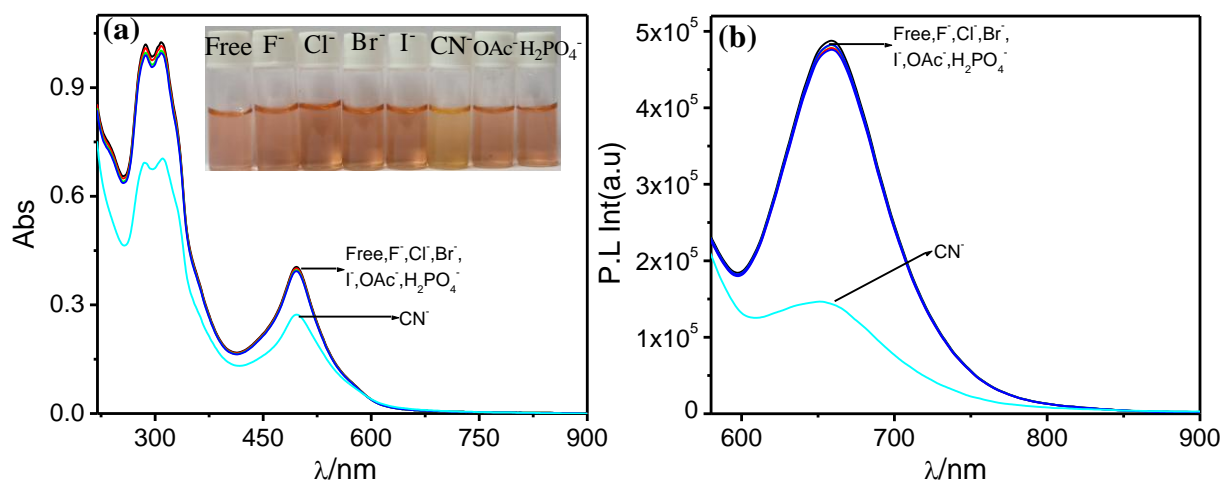 (a)
Free F⁻ Cl⁻ Br⁻ I⁻ CN⁻ OAc⁻ H₂PO₄⁻
Free,F⁻,Cl⁻,Br⁻,
I⁻,OAc⁻,H₂PO₄⁻
CN⁻
Abs
0.9
0.6
0.3
0.0
300 450 600 750 900
λ/nm
(b)
Free,F⁻,Cl⁻,Br⁻,
I⁻,OAc⁻,H₂PO₄⁻
CN⁻
P.L Int(a.u)
5x10⁵
4x10⁵
3x10⁵
2x10⁵
1x10⁵
0
600 700 800 900
λ/nm